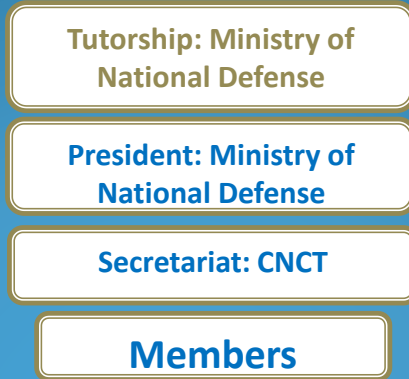 Tutorship: Ministry of
National Defense
President: Ministry of
National Defense
Secretariat: CNCT
Members